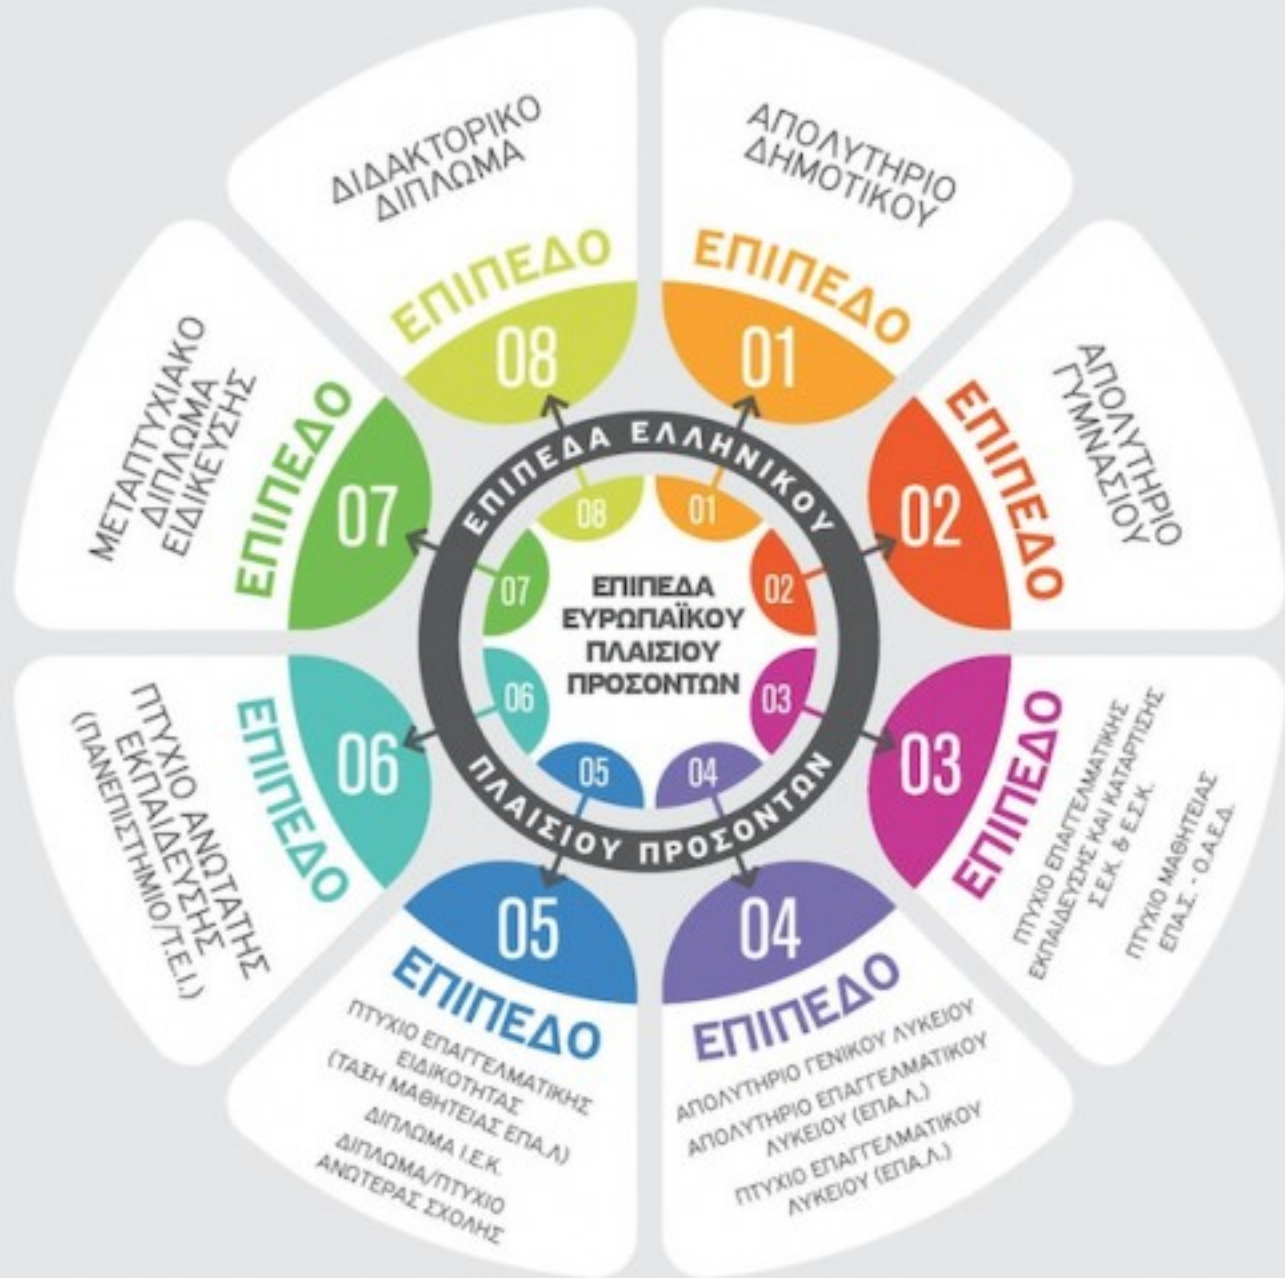 ΑΠΟΛΥΤΗΡΙΟ
ΔΗΜΟΤΙΚΟΥ
ΕΠΙΠΕΔΟ
01
ΑΠΟΛΥΤΗΡΙΟ
ΓΥΜΝΑΣΙΟΥ
ΕΠΙΠΕΔΟ
02
ΠΤΥΧΙΟ ΕΠΑΓΓΕΛΜΑΤΙΚΗΣ
ΕΚΠΑΙΔΕΥΣΗΣ ΚΑΙ ΚΑΤΑΡΤΙΣΗΣ
Σ.Ε.Κ. & Ε.Σ.Κ.
ΠΤΥΧΙΟ ΜΑΘΗΤΕΙΑΣ
ΕΠΑ.Σ. - Ο.Α.Ε.Δ.
ΕΠΙΠΕΔΟ
03
04
ΕΠΙΠΕΔΟ
ΑΠΟΛΥΤΗΡΙΟ ΓΕΝΙΚΟΥ ΛΥΚΕΙΟΥ
ΑΠΟΛΥΤΗΡΙΟ ΕΠΑΓΓΕΛΜΑΤΙΚΟΥ
ΛΥΚΕΙΟΥ (ΕΠΑ.Λ.)
ΠΤΥΧΙΟ ΕΠΑΓΓΕΛΜΑΤΙΚΟΥ
ΛΥΚΕΙΟΥ (ΕΠΑ.Λ.)
05
ΕΠΙΠΕΔΟ
ΠΤΥΧΙΟ ΕΠΑΓΓΕΛΜΑΤΙΚΗΣ
ΕΙΔΙΚΟΤΗΤΑΣ
(ΤΑΞΗ ΜΑΘΗΤΕΙΑΣ ΕΠΑ.Λ)
ΔΙΠΛΩΜΑ Ι.Ε.Κ.
ΔΙΠΛΩΜΑ/ΠΤΥΧΙΟ
ΑΝΩΤΕΡΑΣ ΣΧΟΛΗΣ
06
ΕΠΙΠΕΔΟ
ΠΤΥΧΙΟ ΑΝΩΤΑΤΗΣ
ΕΚΠΑΙΔΕΥΣΗΣ
(ΠΑΝΕΠΙΣΤΗΜΙΟ/Τ.Ε.Ι.)
ΜΕΤΑΠΤΥΧΙΑΚΟ
ΔΙΠΛΩΜΑ
ΕΙΔΙΚΕΥΣΗΣ
ΕΠΙΠΕΔΟ
07
ΔΙΔΑΚΤΟΡΙΚΟ
ΔΙΠΛΩΜΑ
ΕΠΙΠΕΔΟ
08
ΕΠΙΠΕΔΑ ΕΛΛΗΝΙΚΟΥ
ΠΛΑΙΣΙΟΥ ΠΡΟΣΟΝΤΩΝ
01
02
03
04
05
06
07
08
ΕΠΙΠΕΔΑ
ΕΥΡΩΠΑΪΚΟΥ
ΠΛΑΙΣΙΟΥ
ΠΡΟΣΟΝΤΩΝ